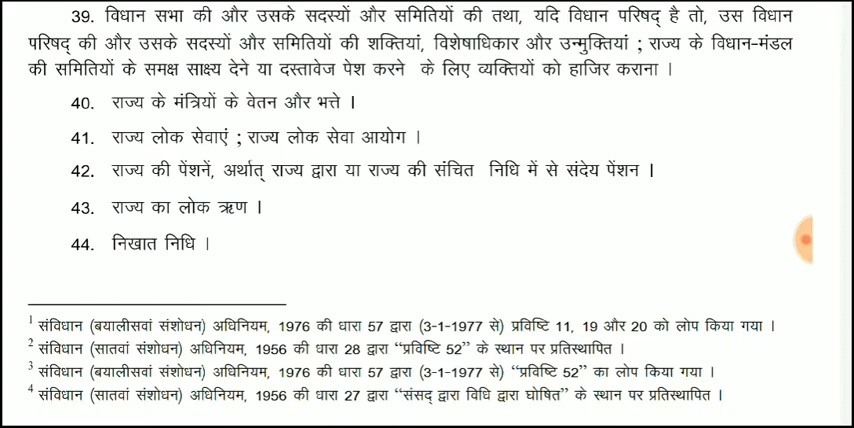 39. विधान सभा की और उसके सदस्यों और समितियों की तथा, यदि विधान परिषद् है तो, उस विधान
परिषद् की और उसके सदस्यों और समितियों की शक्तियां, विशेषाधिकार और उन्मुक्तियां ; राज्य के विधान-मंडल
की समितियों के समक्ष साक्ष्य देने या दस्तावेज पेश करने के लिए व्यक्तियों को हाजिर कराना ।
40. राज्य के मंत्रियों के वेतन और भत्ते ।
41. राज्य लोक सेवाएं ; राज्य लोक सेवा आयोग ।
42. राज्य की पेंशनें, अर्थात् राज्य द्वारा या राज्य की संचित निधि में से संदेय पेंशन ।
43. राज्य का लोक ऋण ।
44. निखात निधि ।
1 संविधान (बयालीसवां संशोधन) अधिनियम, 1976 की धारा 57 द्वारा (3-1-1977 से) प्रविष्टि 11, 19 और 20 को लोप किया गया ।
2 संविधान (सातवां संशोधन) अधिनियम, 1956 की धारा 28 द्वारा “प्रविष्टि 52” के स्थान पर प्रतिस्थापित ।
3 संविधान (बयालीसवां संशोधन) अधिनियम, 1976 की धारा 57 द्वारा (3-1-1977 से) “प्रविष्टि 52” का लोप किया गया ।
4 संविधान (सातवां संशोधन) अधिनियम, 1956 की धारा 27 द्वारा “संसद् द्वारा विधि द्वारा घोषित” के स्थान पर प्रतिस्थापित ।